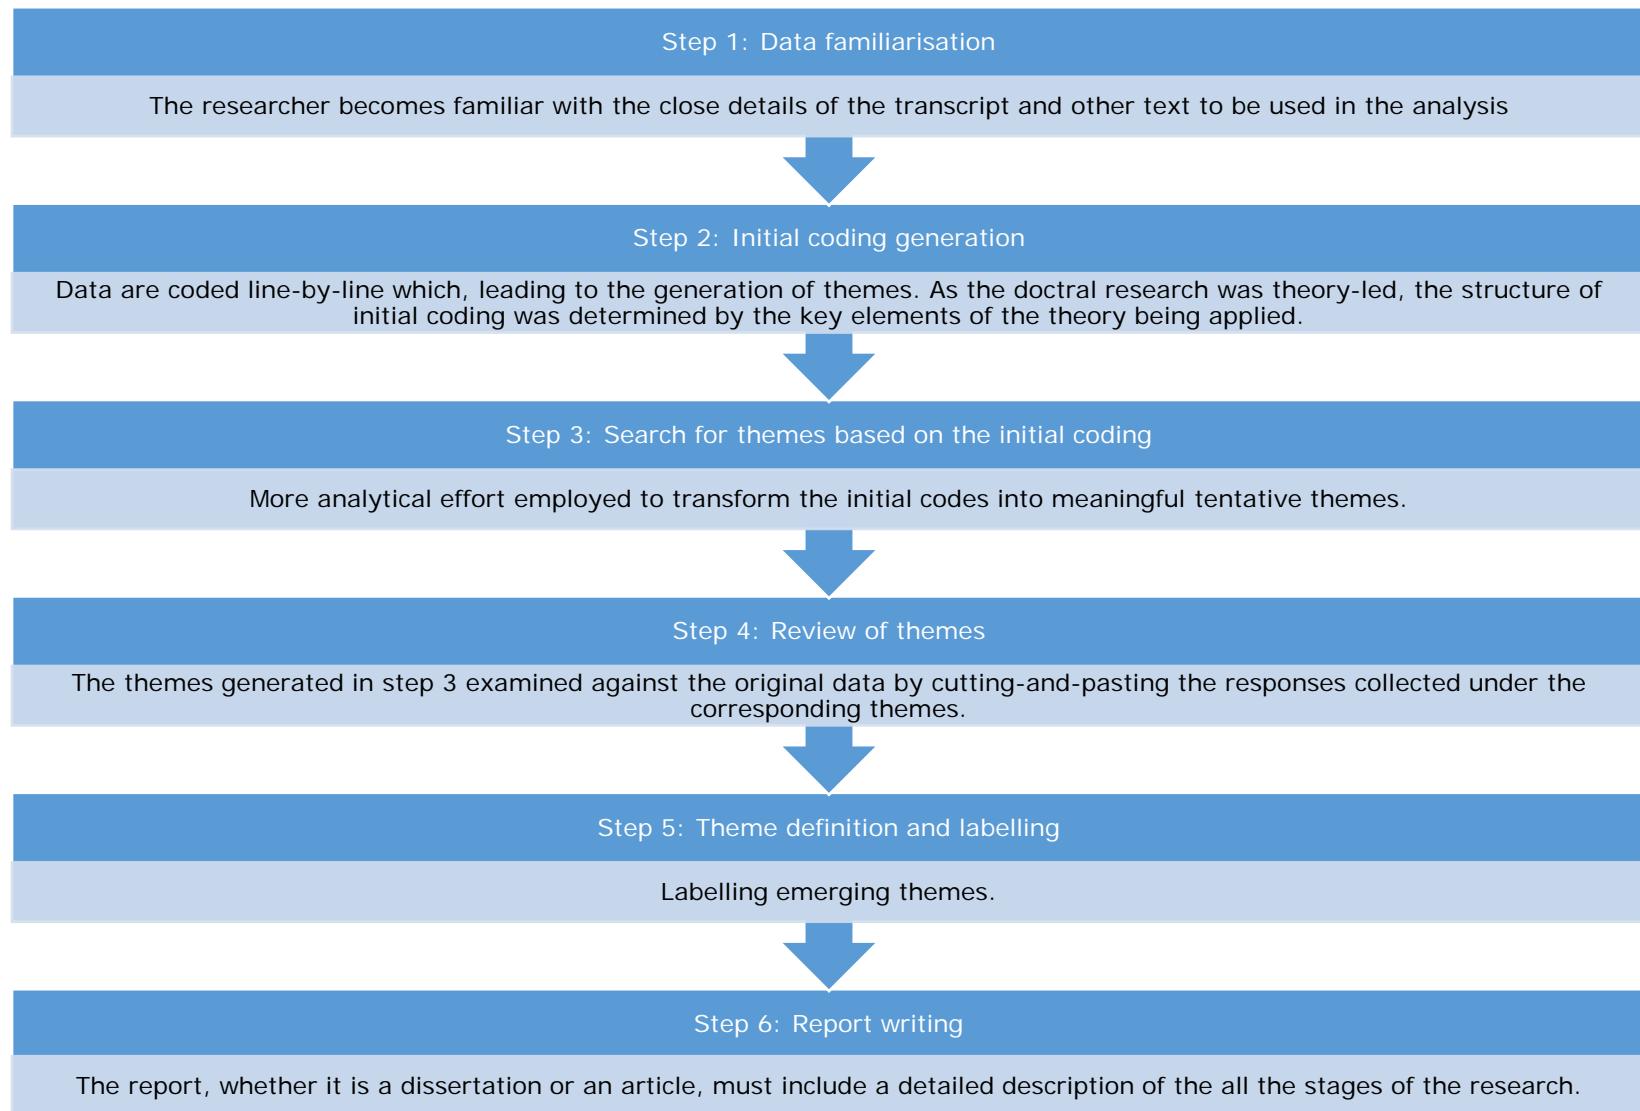 Step 1: Data familiarisation
The researcher becomes familiar with the close details of the transcript and other text to be used in the analysis
Step 2: Initial coding generation
Data are coded line-by-line which, leading to the generation of themes. As the doctral research was theory-led, the structure of
initial coding was determined by the key elements of the theory being applied.
Step 3: Search for themes based on the initial coding
More analytical effort employed to transform the initial codes into meaningful tentative themes.
Step 4: Review of themes
The themes generated in step 3 examined against the original data by cutting-and-pasting the responses collected under the
corresponding themes.
Step 5: Theme definition and labelling
Labelling emerging themes.
Step 6: Report writing
The report, whether it is a dissertation or an article, must include a detailed description of the all the stages of the research.